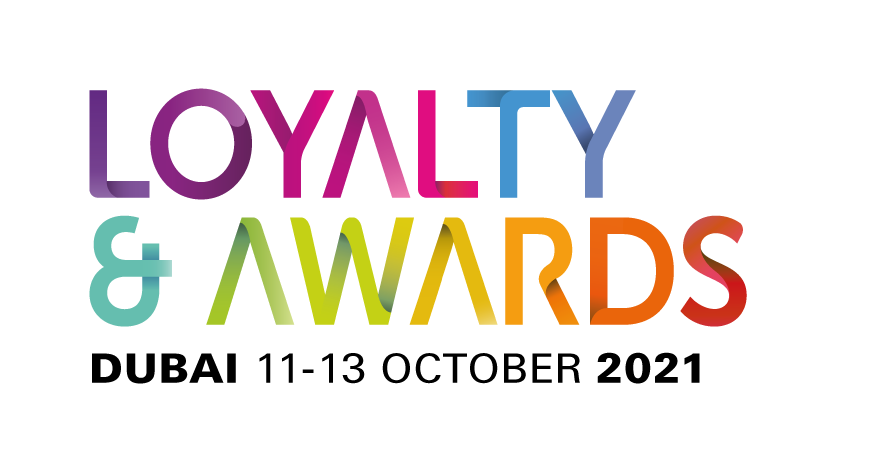 LOYALTY
& AWARDS
DUBAI 11-13 OCTOBER 2021